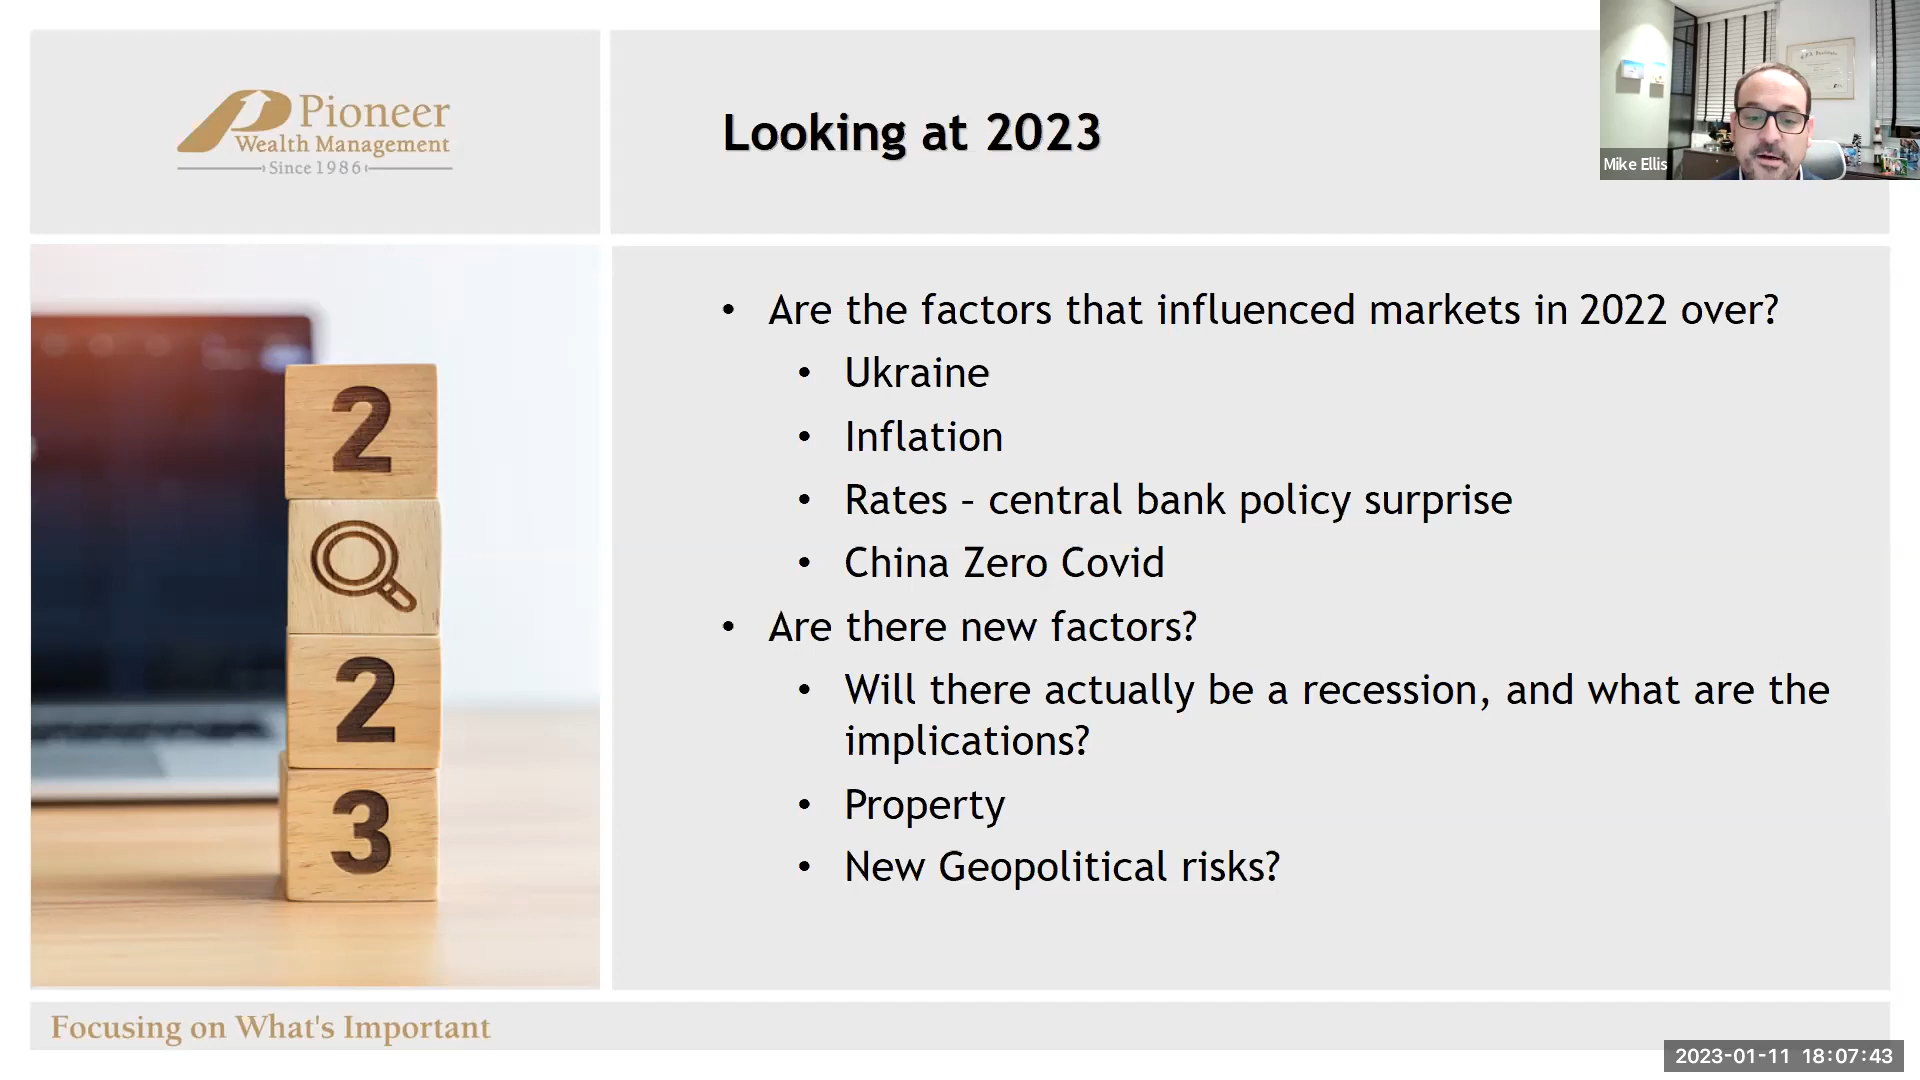 Pioneer
Wealth Management
Since 1986
Looking at 2023
Mike Ellis
2
2
3
• Are the factors that influenced markets in 2022 over?
• Ukraine
• Inflation
• Rates – central bank policy surprise
• China Zero Covid
• Are there new factors?
• Will there actually be a recession, and what are the
implications?
• Property
• New Geopolitical risks?
Focusing on What's Important
2023-01-11 18:07:43